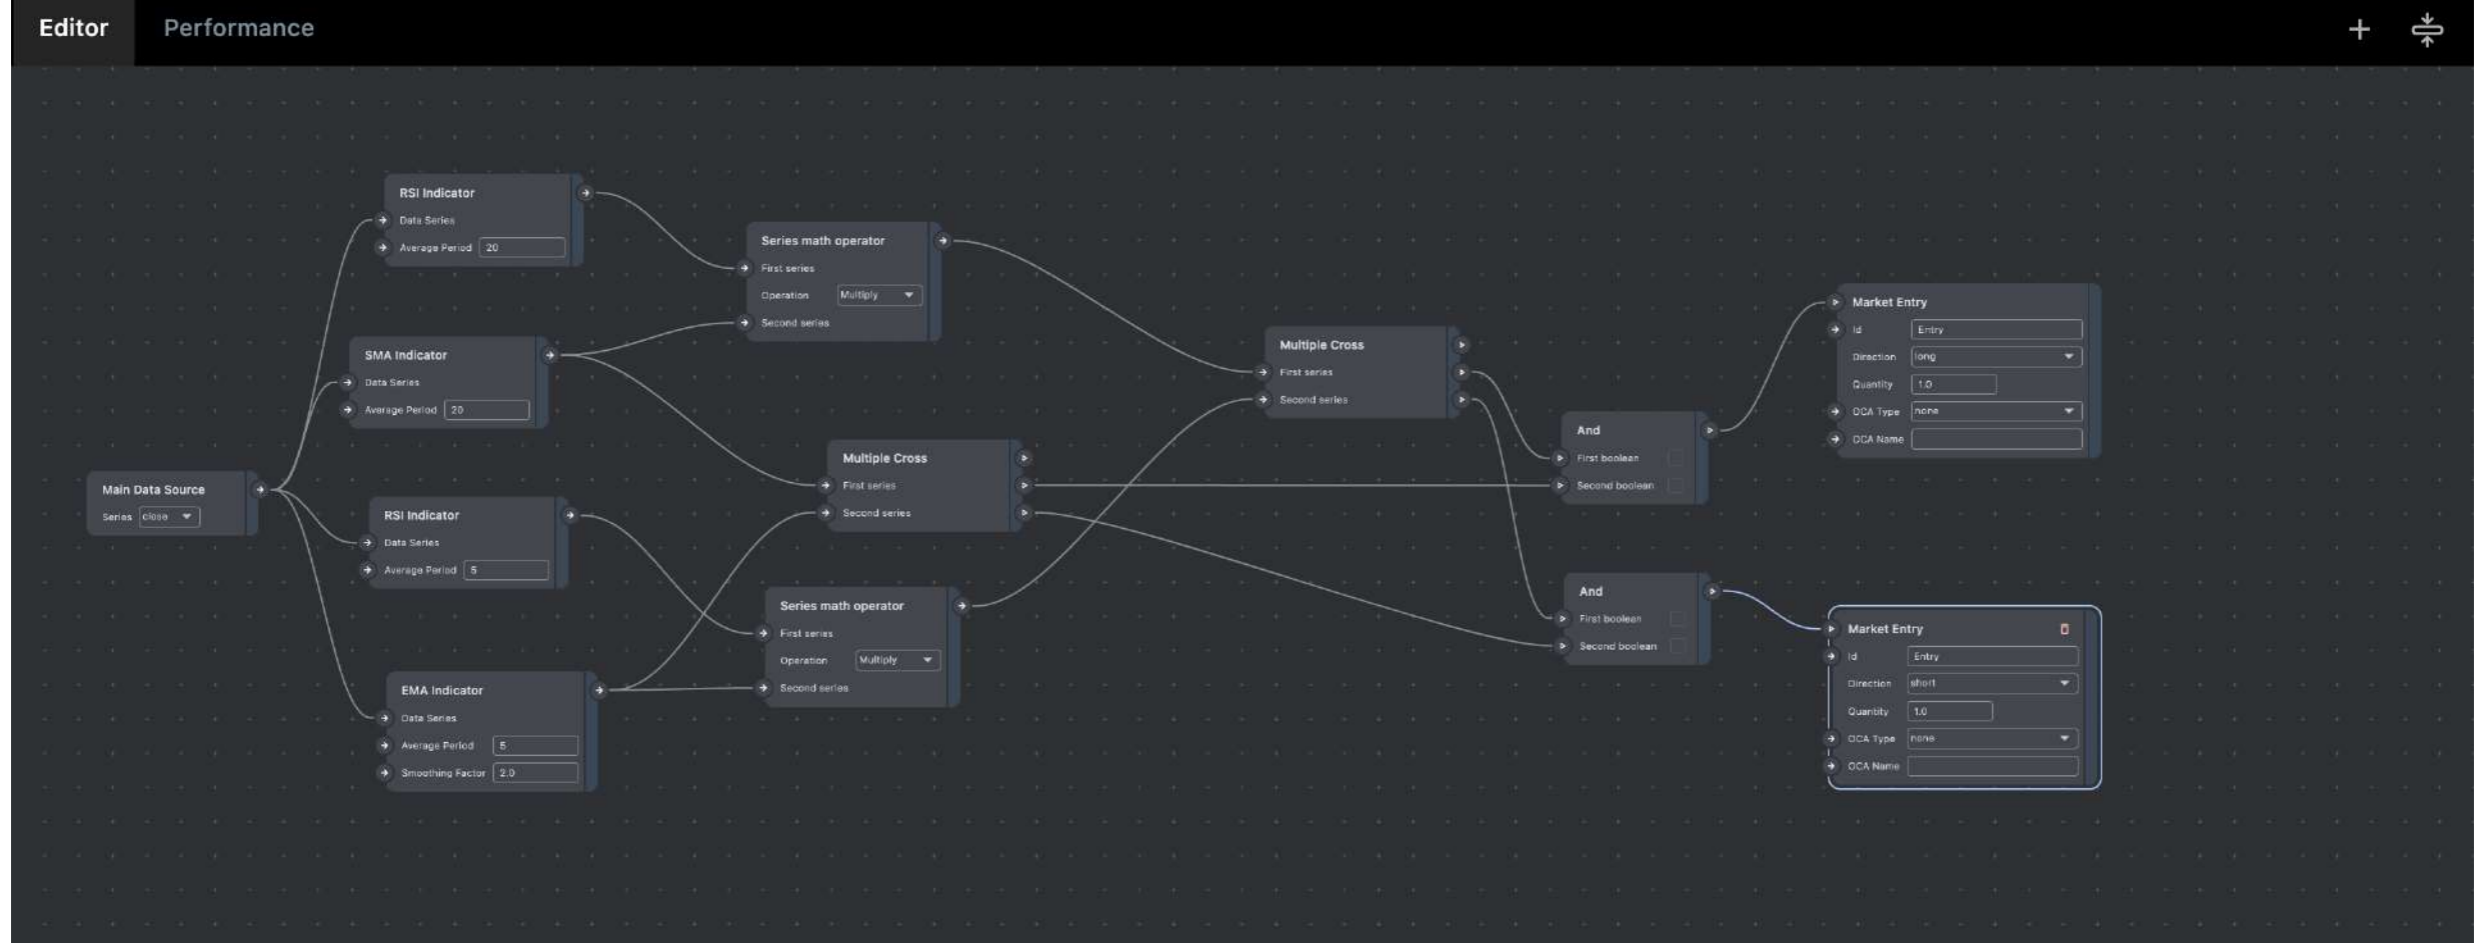 Editor Performance
RSI Indicator
Data Series
Average Period 20
Series math operator
First series
Operation Multiply
Second series
SMA Indicator
Data Series
Average Period 20
Main Data Source
Series close
RSI Indicator
Data Series
Average Period 5
EMA Indicator
Data Series
Average Period 5
Smoothing Factor 2.0
Multiple Cross
First series
Second series
Series math operator
First series
Operation Multiply
Second series
Multiple Cross
First series
Second series
And
First boolean
Second boolean
And
First boolean
Second boolean
Market Entry
Id Entry
Direction long
Quantity 1.0
OCA Type none
OCA Name
Market Entry
Id Entry
Direction short
Quantity 1.0
OCA Type none
OCA Name